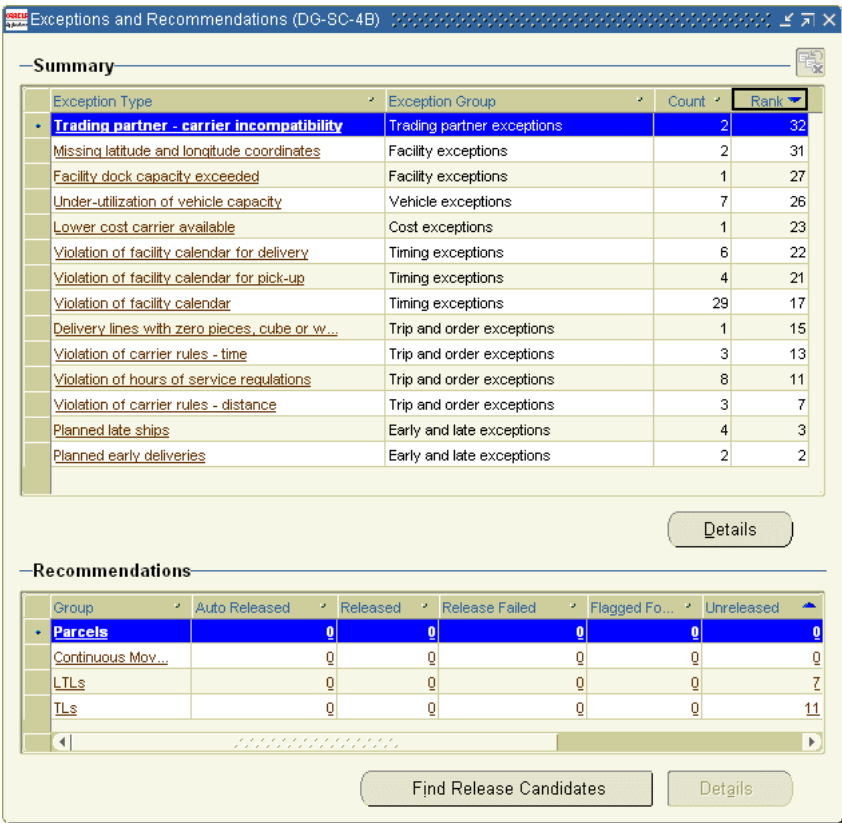 Exceptions and Recommendations (DG-SC-4B)
Summary
Exception Type Exception Group Count Rank
Trading partner - carrier incompatibility Trading partner exceptions 2 32
Missing latitude and longitude coordinates Facility exceptions 2 31
Facility dock capacity exceeded Facility exceptions 1 27
Under-utilization of vehicle capacity Vehicle exceptions 7 26
Lower cost carrier available Cost exceptions 1 23
Violation of facility calendar for delivery Timing exceptions 6 22
Violation of facility calendar for pick-up Timing exceptions 4 21
Violation of facility calendar Timing exceptions 29 17
Delivery lines with zero pieces, cube or w... Trip and order exceptions 1 15
Violation of carrier rules - time Trip and order exceptions 3 13
Violation of hours of service regulations Trip and order exceptions 8 11
Violation of carrier rules - distance Trip and order exceptions 3 7
Planned late ships Early and late exceptions 4 3
Planned early deliveries Early and late exceptions 2 2
Details
Recommendations
Group Auto Released Released Release Failed Flagged Fo... Unreleased
Parcels 0 0 0 0 0
Continuous Mov... 0 0 0 0 0
LTLs 0 0 0 0 7
TLs 0 0 0 0 11
Find Release Candidates Details